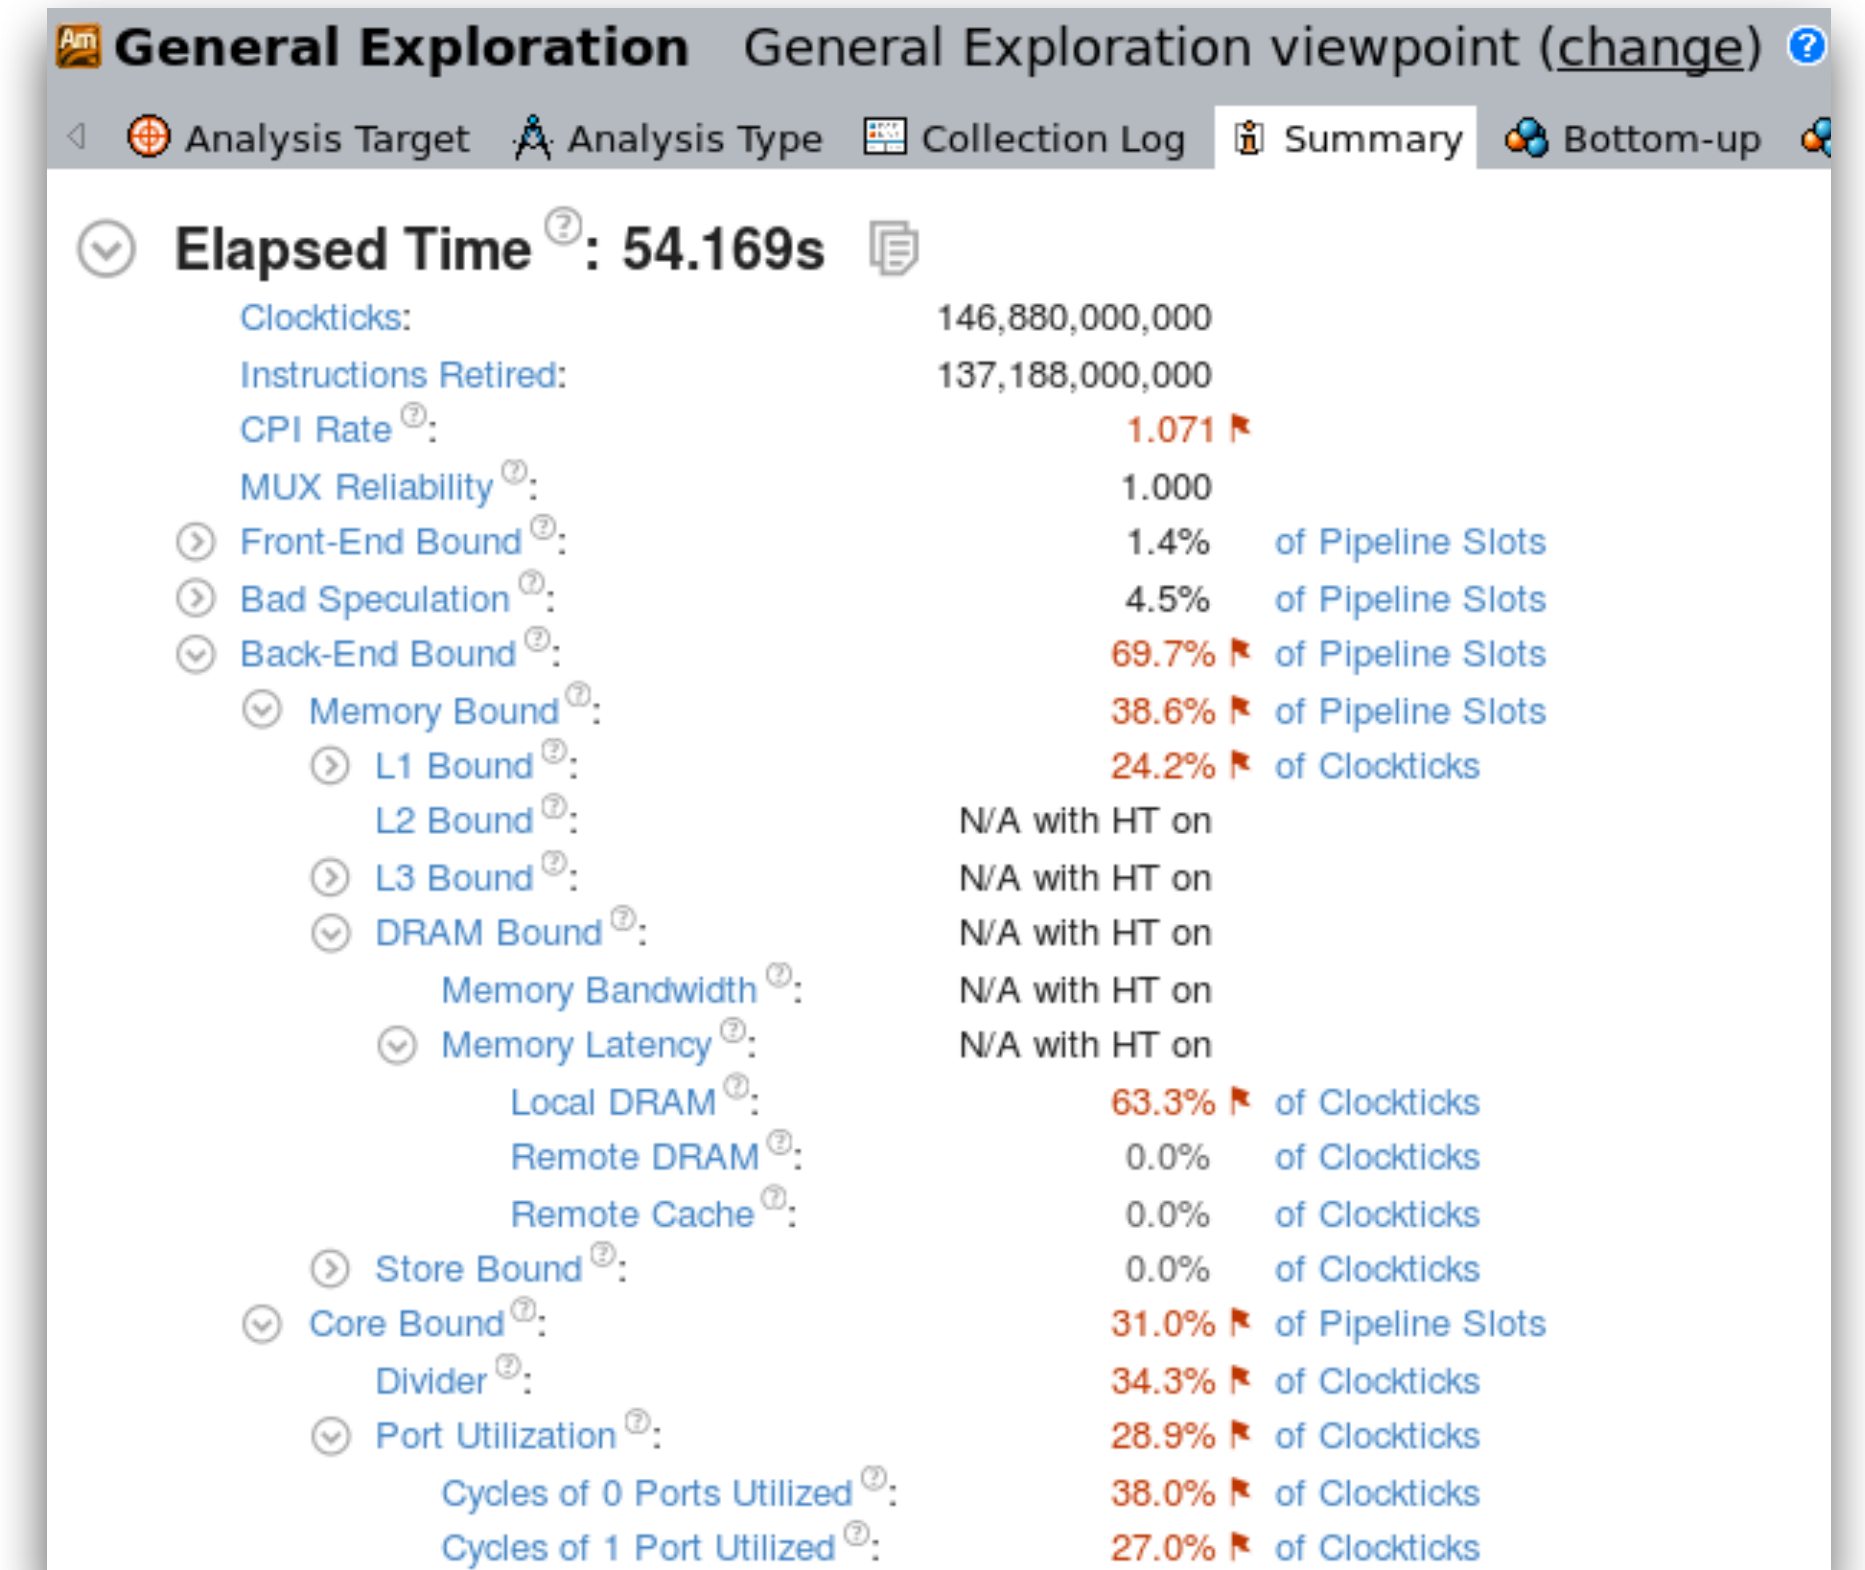 Am General Exploration General Exploration viewpoint (change) ?
Analysis Target Analysis Type Collection Log Summary Bottom-up
Elapsed Time ?: 54.169s
Clockticks: 146,880,000,000
Instructions Retired: 137,188,000,000
CPI Rate ?: 1.071
MUX Reliability ?: 1.000
Front-End Bound ?: 1.4% of Pipeline Slots
Bad Speculation ?: 4.5% of Pipeline Slots
Back-End Bound ?: 69.7% of Pipeline Slots
Memory Bound ?: 38.6% of Pipeline Slots
L1 Bound ?: 24.2% of Clockticks
L2 Bound ?: N/A with HT on
L3 Bound ?: N/A with HT on
DRAM Bound ?: N/A with HT on
Memory Bandwidth ?: N/A with HT on
Memory Latency ?: N/A with HT on
Local DRAM ?: 63.3% of Clockticks
Remote DRAM ?: 0.0% of Clockticks
Remote Cache ?: 0.0% of Clockticks
Store Bound ?: 0.0% of Clockticks
Core Bound ?: 31.0% of Pipeline Slots
Divider ?: 34.3% of Clockticks
Port Utilization ?: 28.9% of Clockticks
Cycles of 0 Ports Utilized ?: 38.0% of Clockticks
Cycles of 1 Port Utilized ?: 27.0% of Clockticks